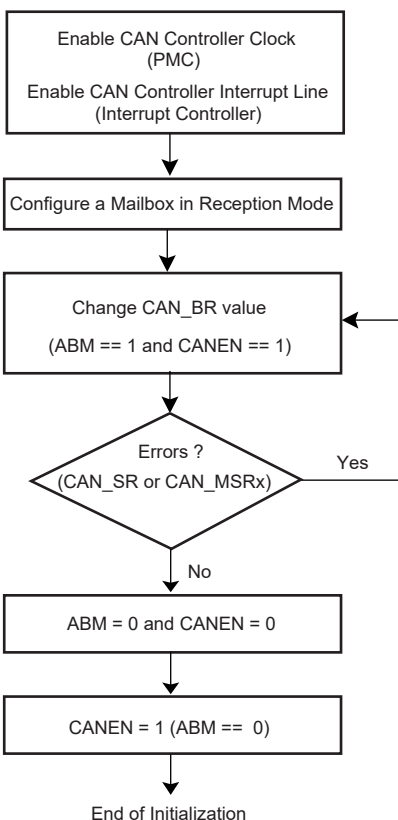 Enable CAN Controller Clock
(PMC)
Enable CAN Controller Interrupt Line
(Interrupt Controller)
Configure a Mailbox in Reception Mode
Change CAN_BR value
(ABM == 1 and CANEN == 1)
Errors ?
(CAN_SR or CAN_MSRx)
Yes
No
ABM = 0 and CANEN = 0
CANEN = 1 (ABM == 0)
End of Initialization